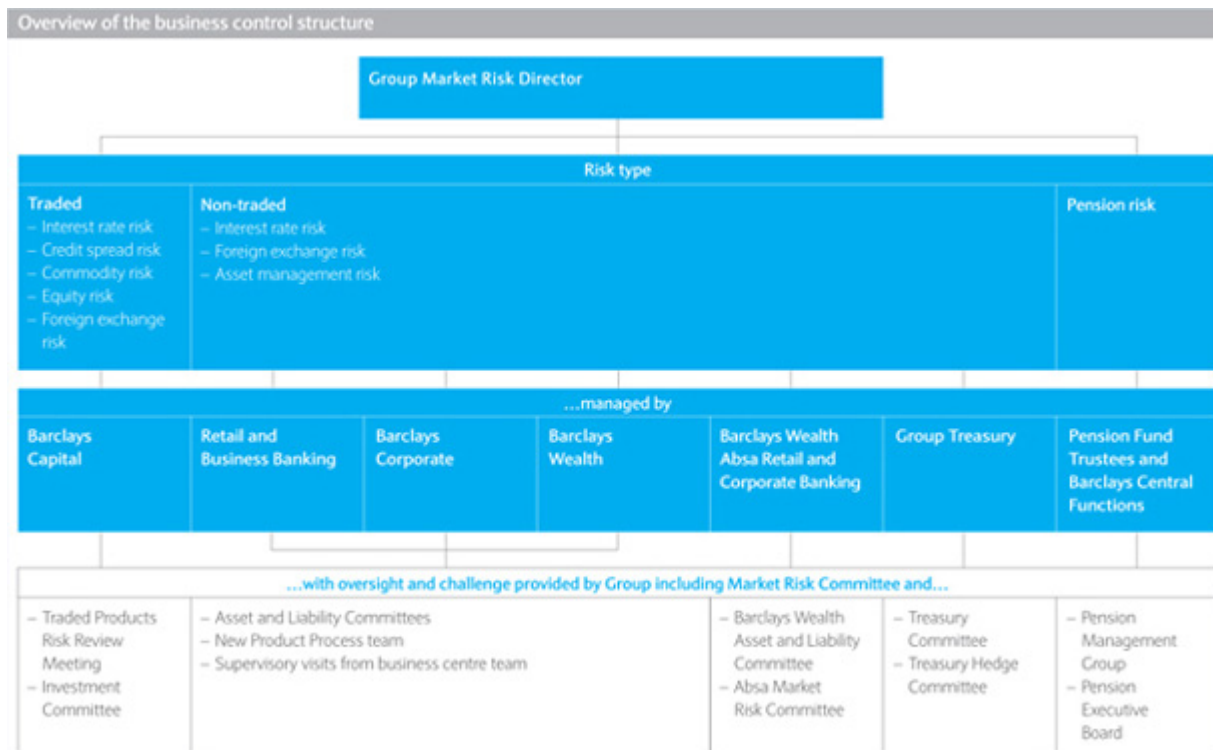 Overview of the business control structure
Group Market Risk Director
Risk type
Traded
– Interest rate risk
– Credit spread risk
– Commodity risk
– Equity risk
– Foreign exchange
risk
Non-traded
– Interest rate risk
– Foreign exchange risk
– Asset management risk
Pension risk
...managed by
Barclays
Capital
Retail and
Business Banking
Barclays
Corporate
Barclays
Wealth
Barclays Wealth
Absa Retail and
Corporate Banking
Group Treasury
Pension Fund
Trustees and
Barclays Central
Functions
...with oversight and challenge provided by Group including Market Risk Committee and...
– Traded Products
Risk Review
Meeting
– Investment
Committee
– Asset and Liability Committees
– New Product Process team
– Supervisory visits from business centre team
– Barclays Wealth
Asset and Liability
Committee
– Absa Market
Risk Committee
– Treasury
Committee
– Treasury Hedge
Committee
– Pension
Management
Group
– Pension
Executive
Board